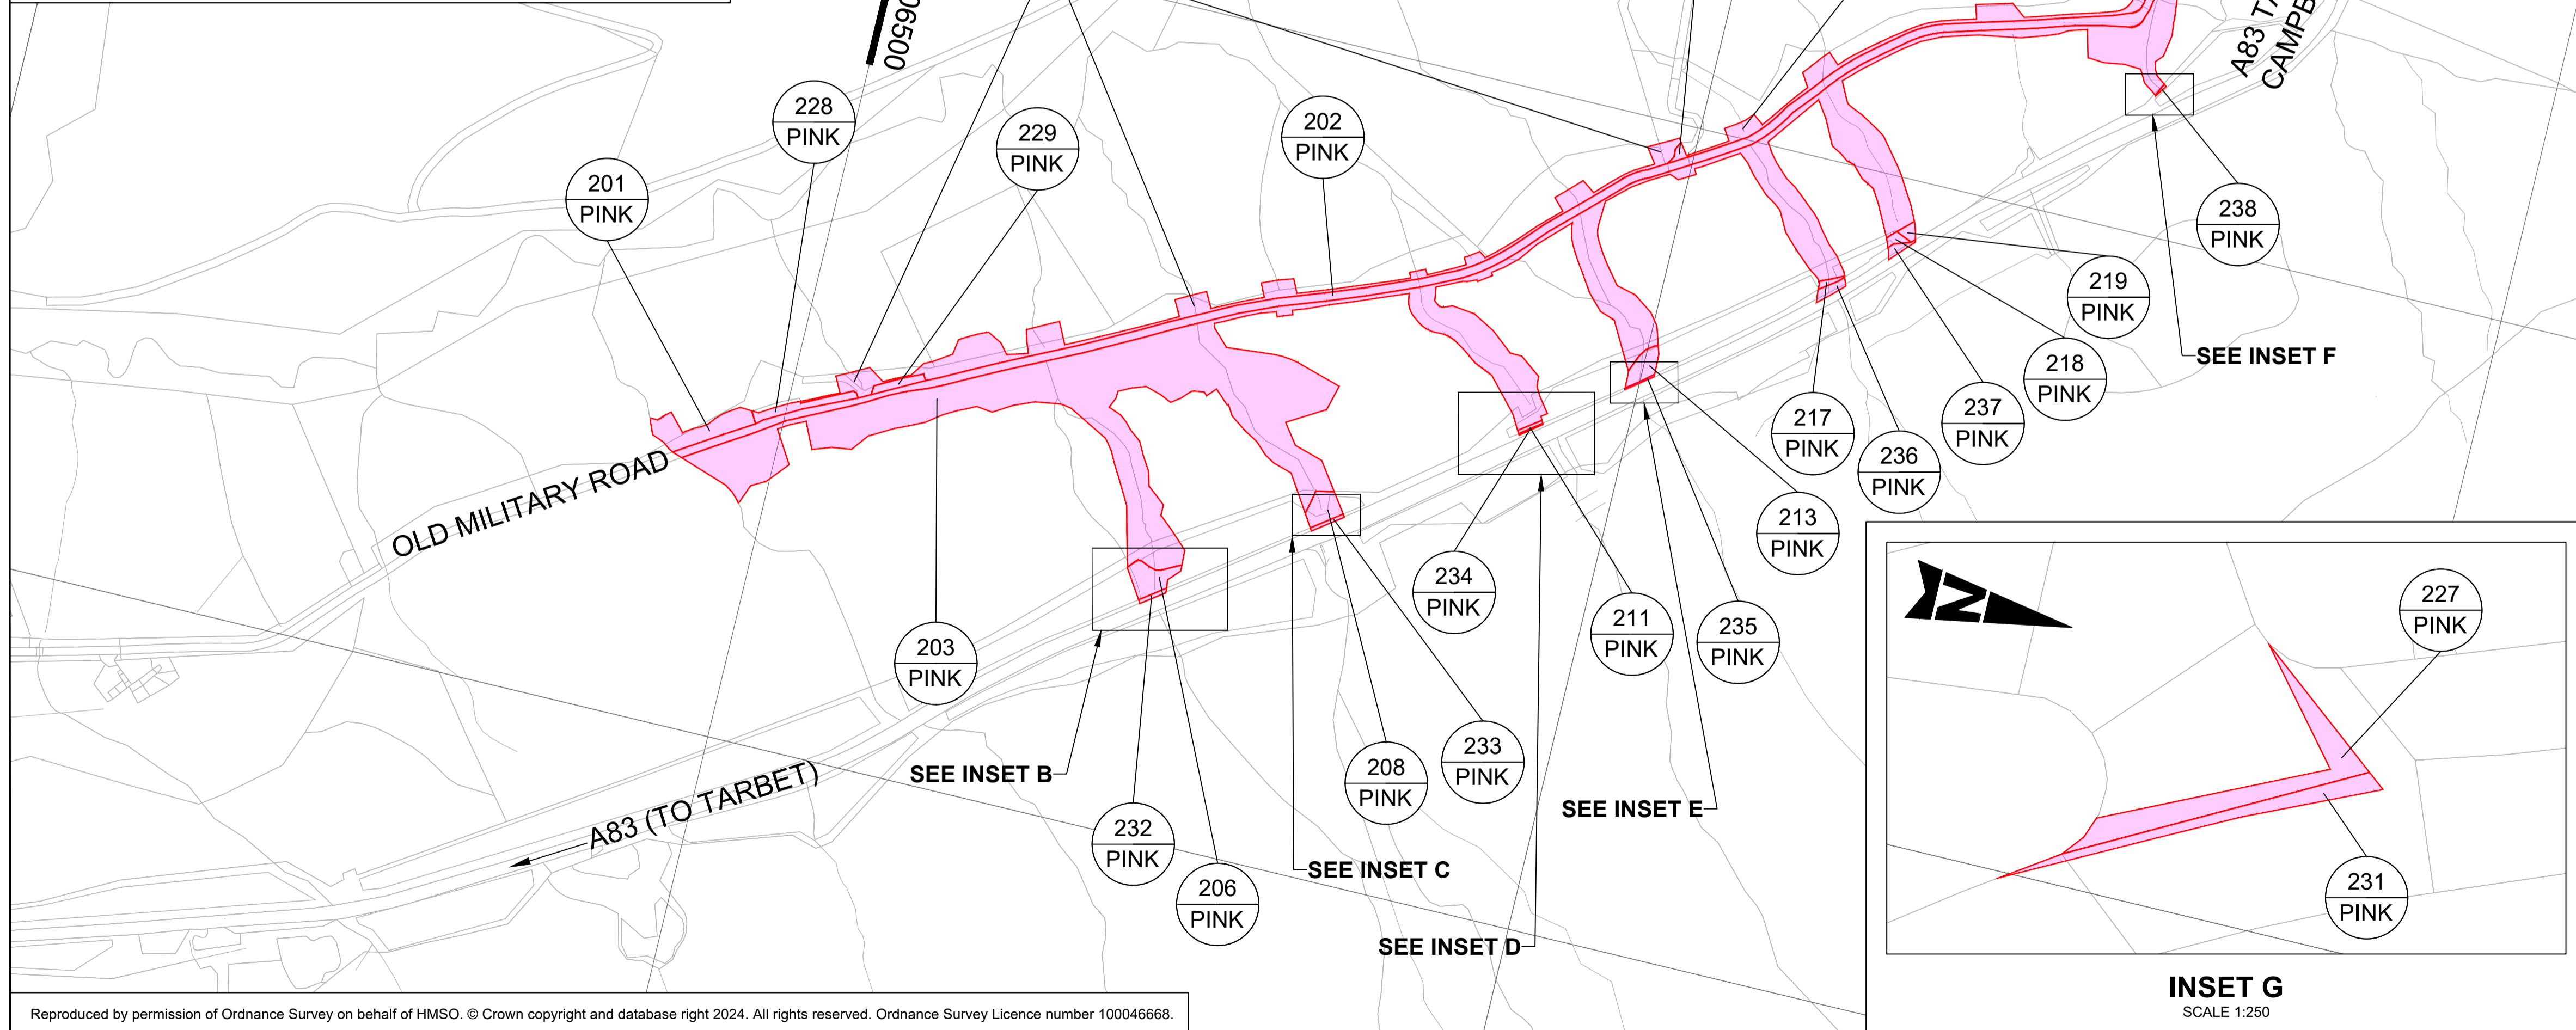 06500
A83 TA
CAMPB
228
PINK
229
PINK
202
PINK
201
PINK
238
PINK
219
PINK
SEE INSET F
218
PINK
237
PINK
217
PINK
236
PINK
213
PINK
OLD MILITARY ROAD
234
PINK
211
PINK
235
PINK
203
PINK
233
PINK
208
PINK
SEE INSET B
SEE INSET E
A83 (TO TARBET)
232
PINK
206
PINK
SEE INSET C
SEE INSET D
N
227
PINK
231
PINK
INSET G
SCALE 1:250
Reproduced by permission of Ordnance Survey on behalf of HMSO. © Crown copyright and database right 2024. All rights reserved. Ordnance Survey Licence number 100046668.